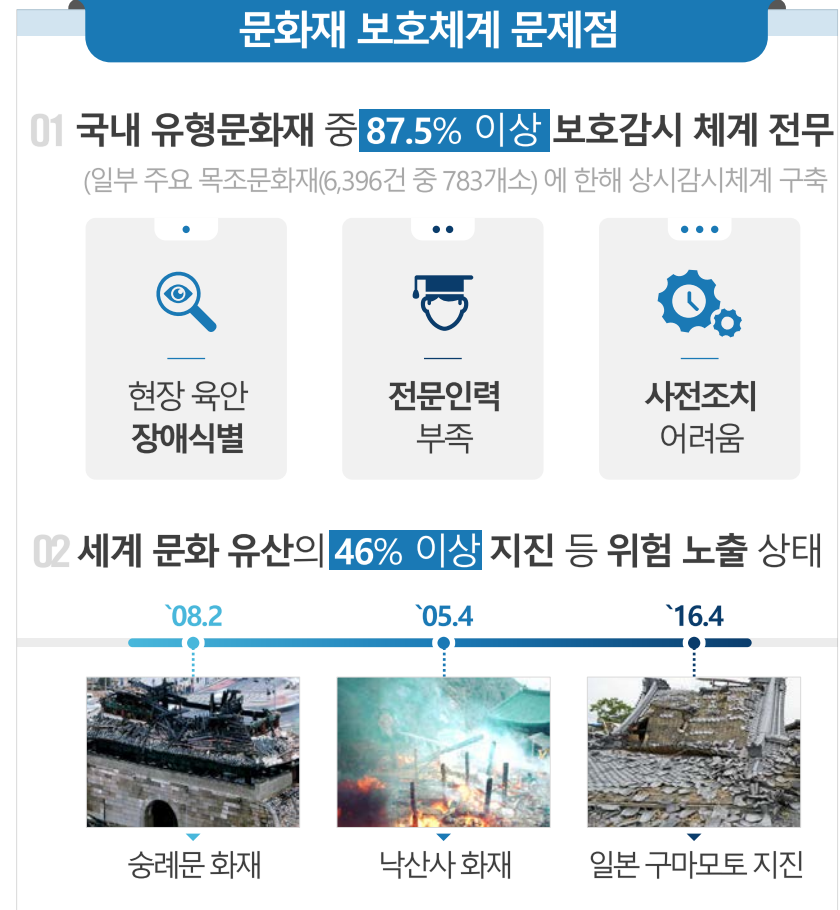 문화재 보호체계 문제점
01 국내 유형문화재 중 87.5% 이상 보호감시 체계 전무
(일부 주요 목조문화재(6,396건 중 783개소) 에 한해 상시감시체계 구축
현장 육안
장애식별
전문인력
부족
사전조치
어려움
02 세계 문화 유산의 46% 이상 지진 등 위험 노출 상태
`08.2
`05.4
`16.4
숭례문 화재
낙산사 화재
일본 구마모토 지진